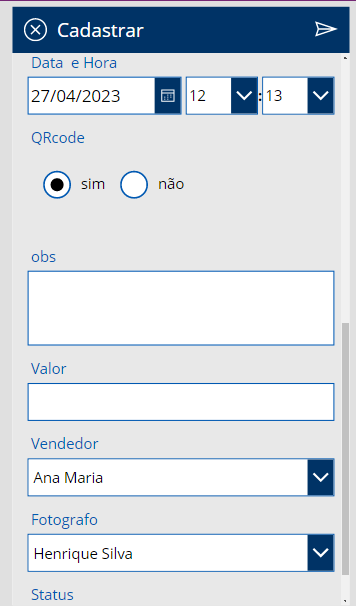 Cadastrar
Data e Hora
27/04/2023 12 : 13
QRcode
sim não
obs
Valor
Vendedor
Ana Maria
Fotografo
Henrique Silva
Status